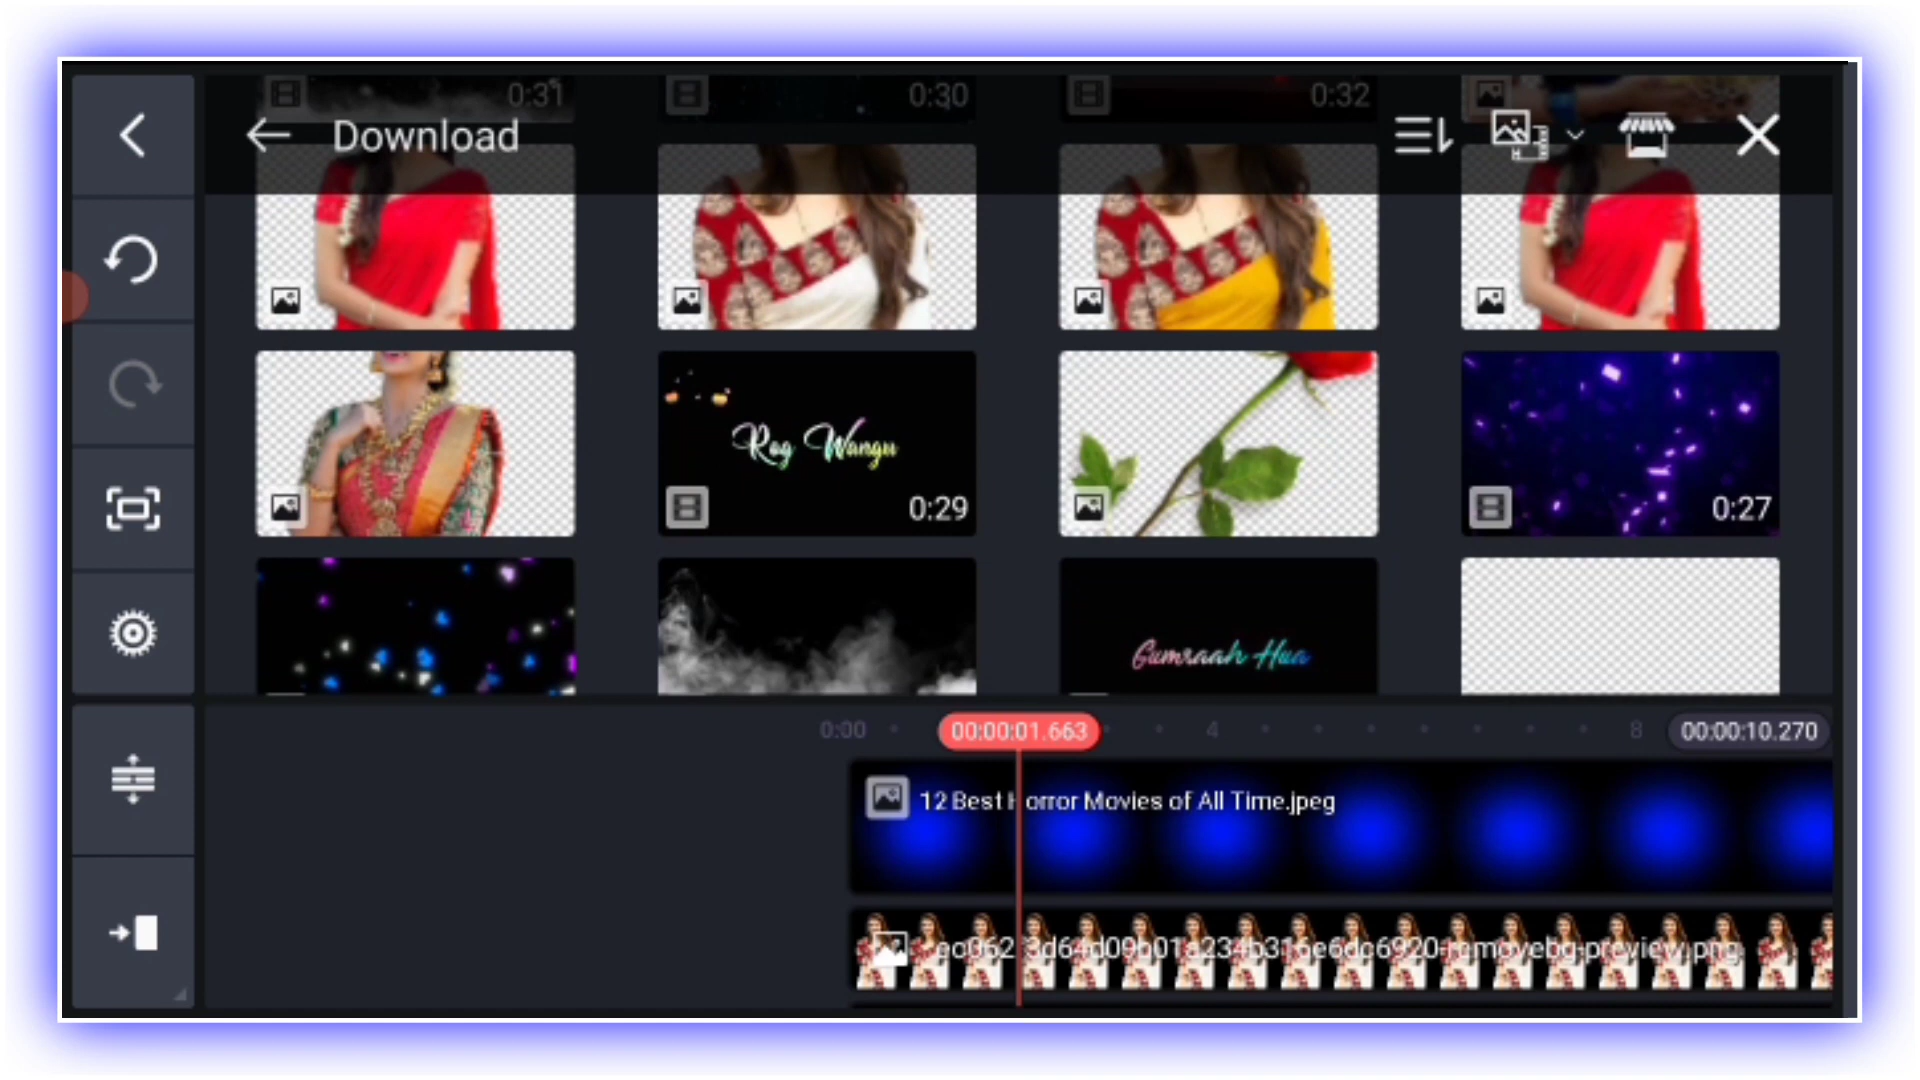 0:31
0:30
0:32
Download
Rog Wangu
0:29
0:27
Gumraah Hua
0:00
00:00:01.663
4
8
00:00:10.270
12 Best Horror Movies of All Time.jpeg